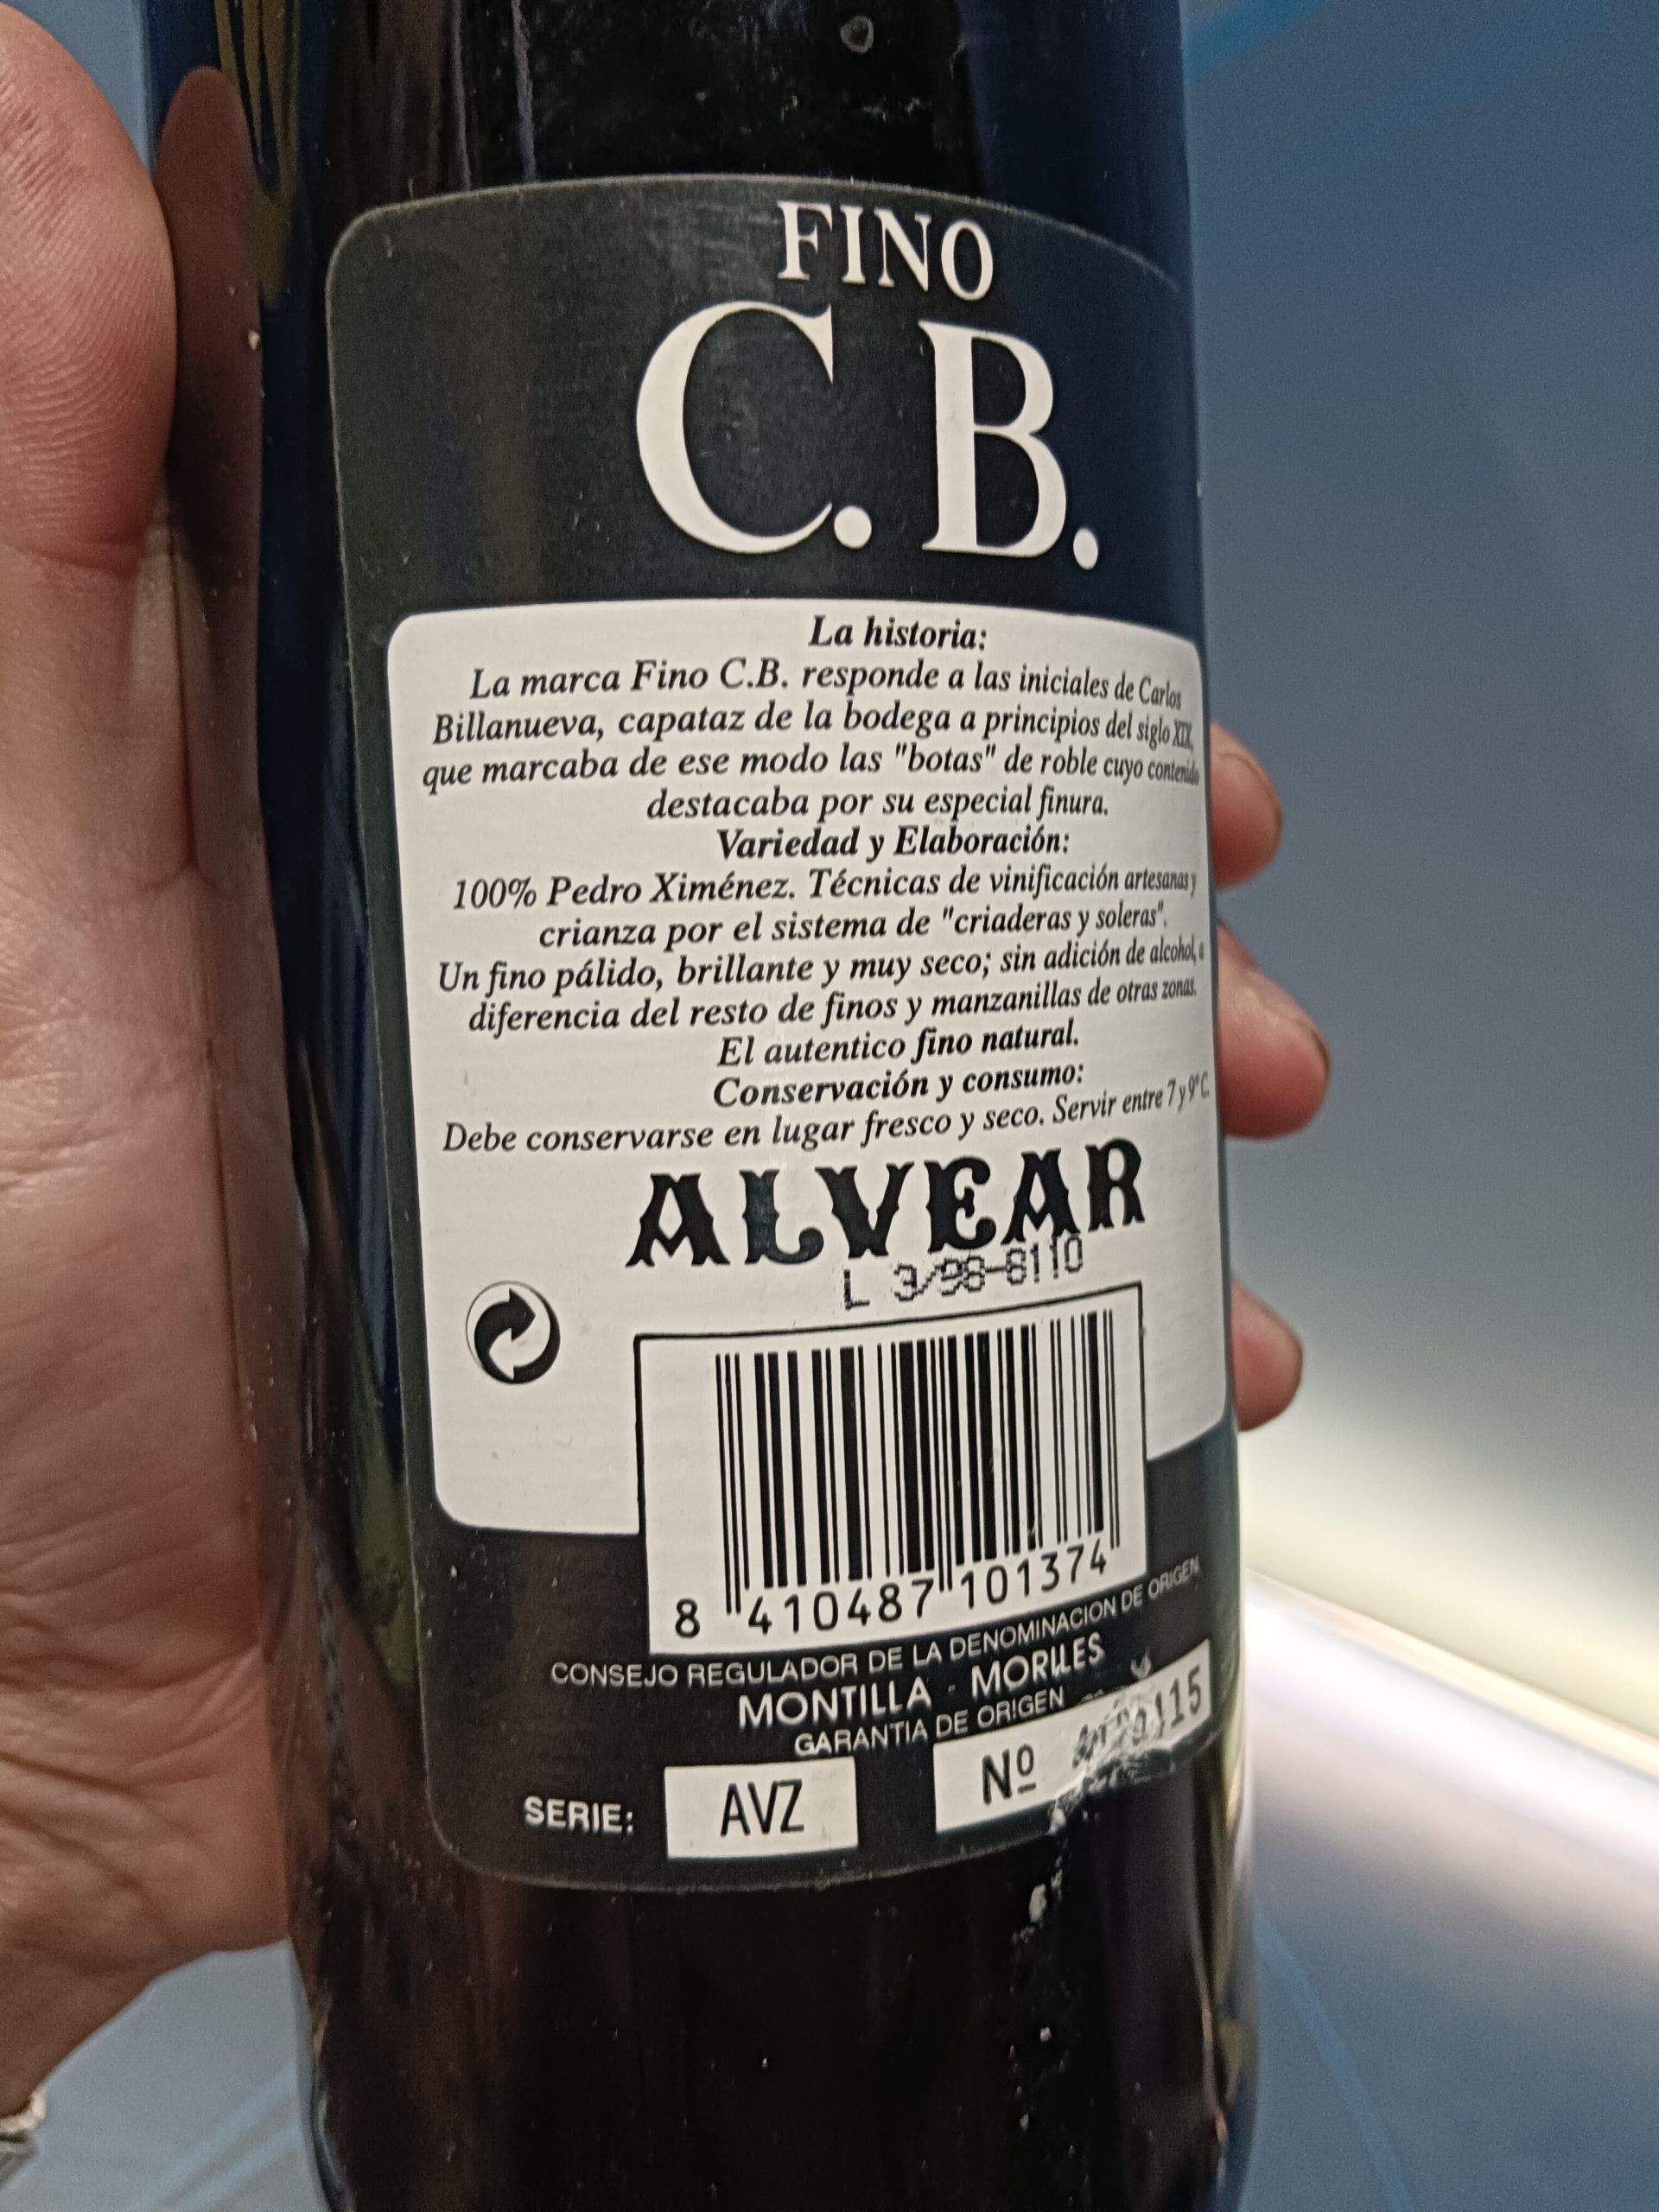 FINO
C.B.
La historia:
La marca Fino C.B. responde a las iniciales de Carlos
Billanueva, capataz de la bodega a principios del siglo XIX,
que marcaba de ese modo las "botas" de roble cuyo contenido
destacaba por su especial finura.
Variedad y Elaboración:
100% Pedro Ximénez. Técnicas de vinificación artesanas y
crianza por el sistema de "criaderas y soleras".
Un fino pálido, brillante y muy seco; sin adición de alcohol, a
diferencia del resto de finos y manzanillas de otras zonas.
El autentico fino natural.
Conservación y consumo:
Debe conservarse en lugar fresco y seco. Servir entre 7 y 9° C.
ALVEAR
L 3/98-8110
8 410487 101374
CONSEJO REGULADOR DE LA DENOMINACION DE ORIGEN
MONTILLA - MORILES
GARANTIA DE ORIGEN
SERIE: AVZ Nº